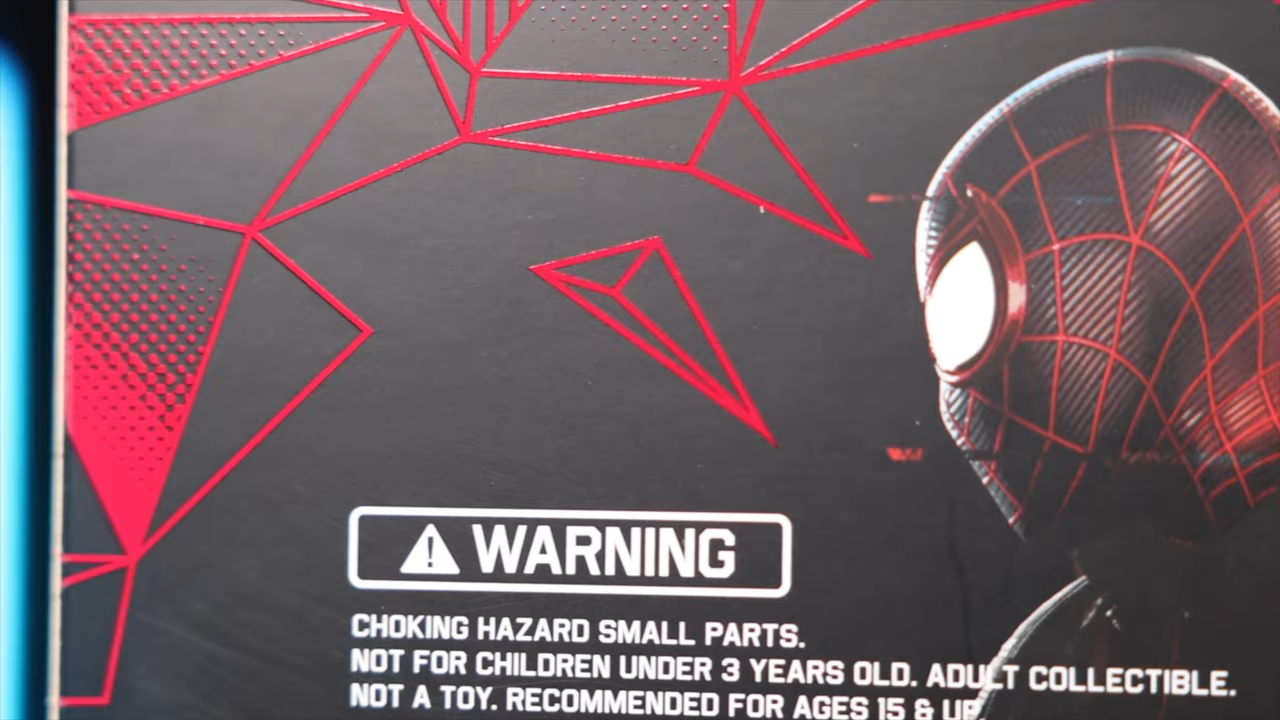 WARNING
CHOKING HAZARD SMALL PARTS.
NOT FOR CHILDREN UNDER 3 YEARS OLD. ADULT COLLECTIBLE.
NOT A TOY. RECOMMENDED FOR AGES 15 & UP.